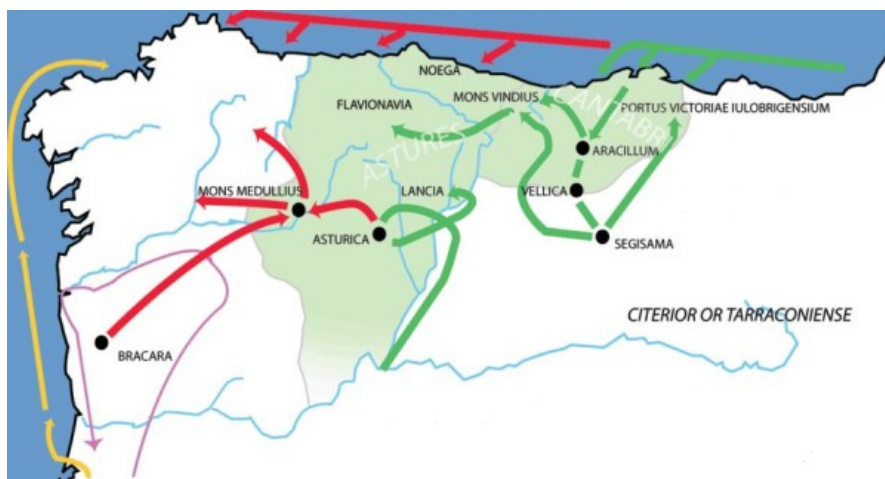 NOEGA
FLAVIONAVIA
MONS VINDIUS
CANTABRI
PORTUS VICTORIAE IULOBRIGENSIUM
ASTURES
ARACILLUM
MONS MEDULLIUS
LANCIA
VELLICA
ASTURICA
SEGISAMA
CITERIOR OR TARRACONIENSE
BRACARA